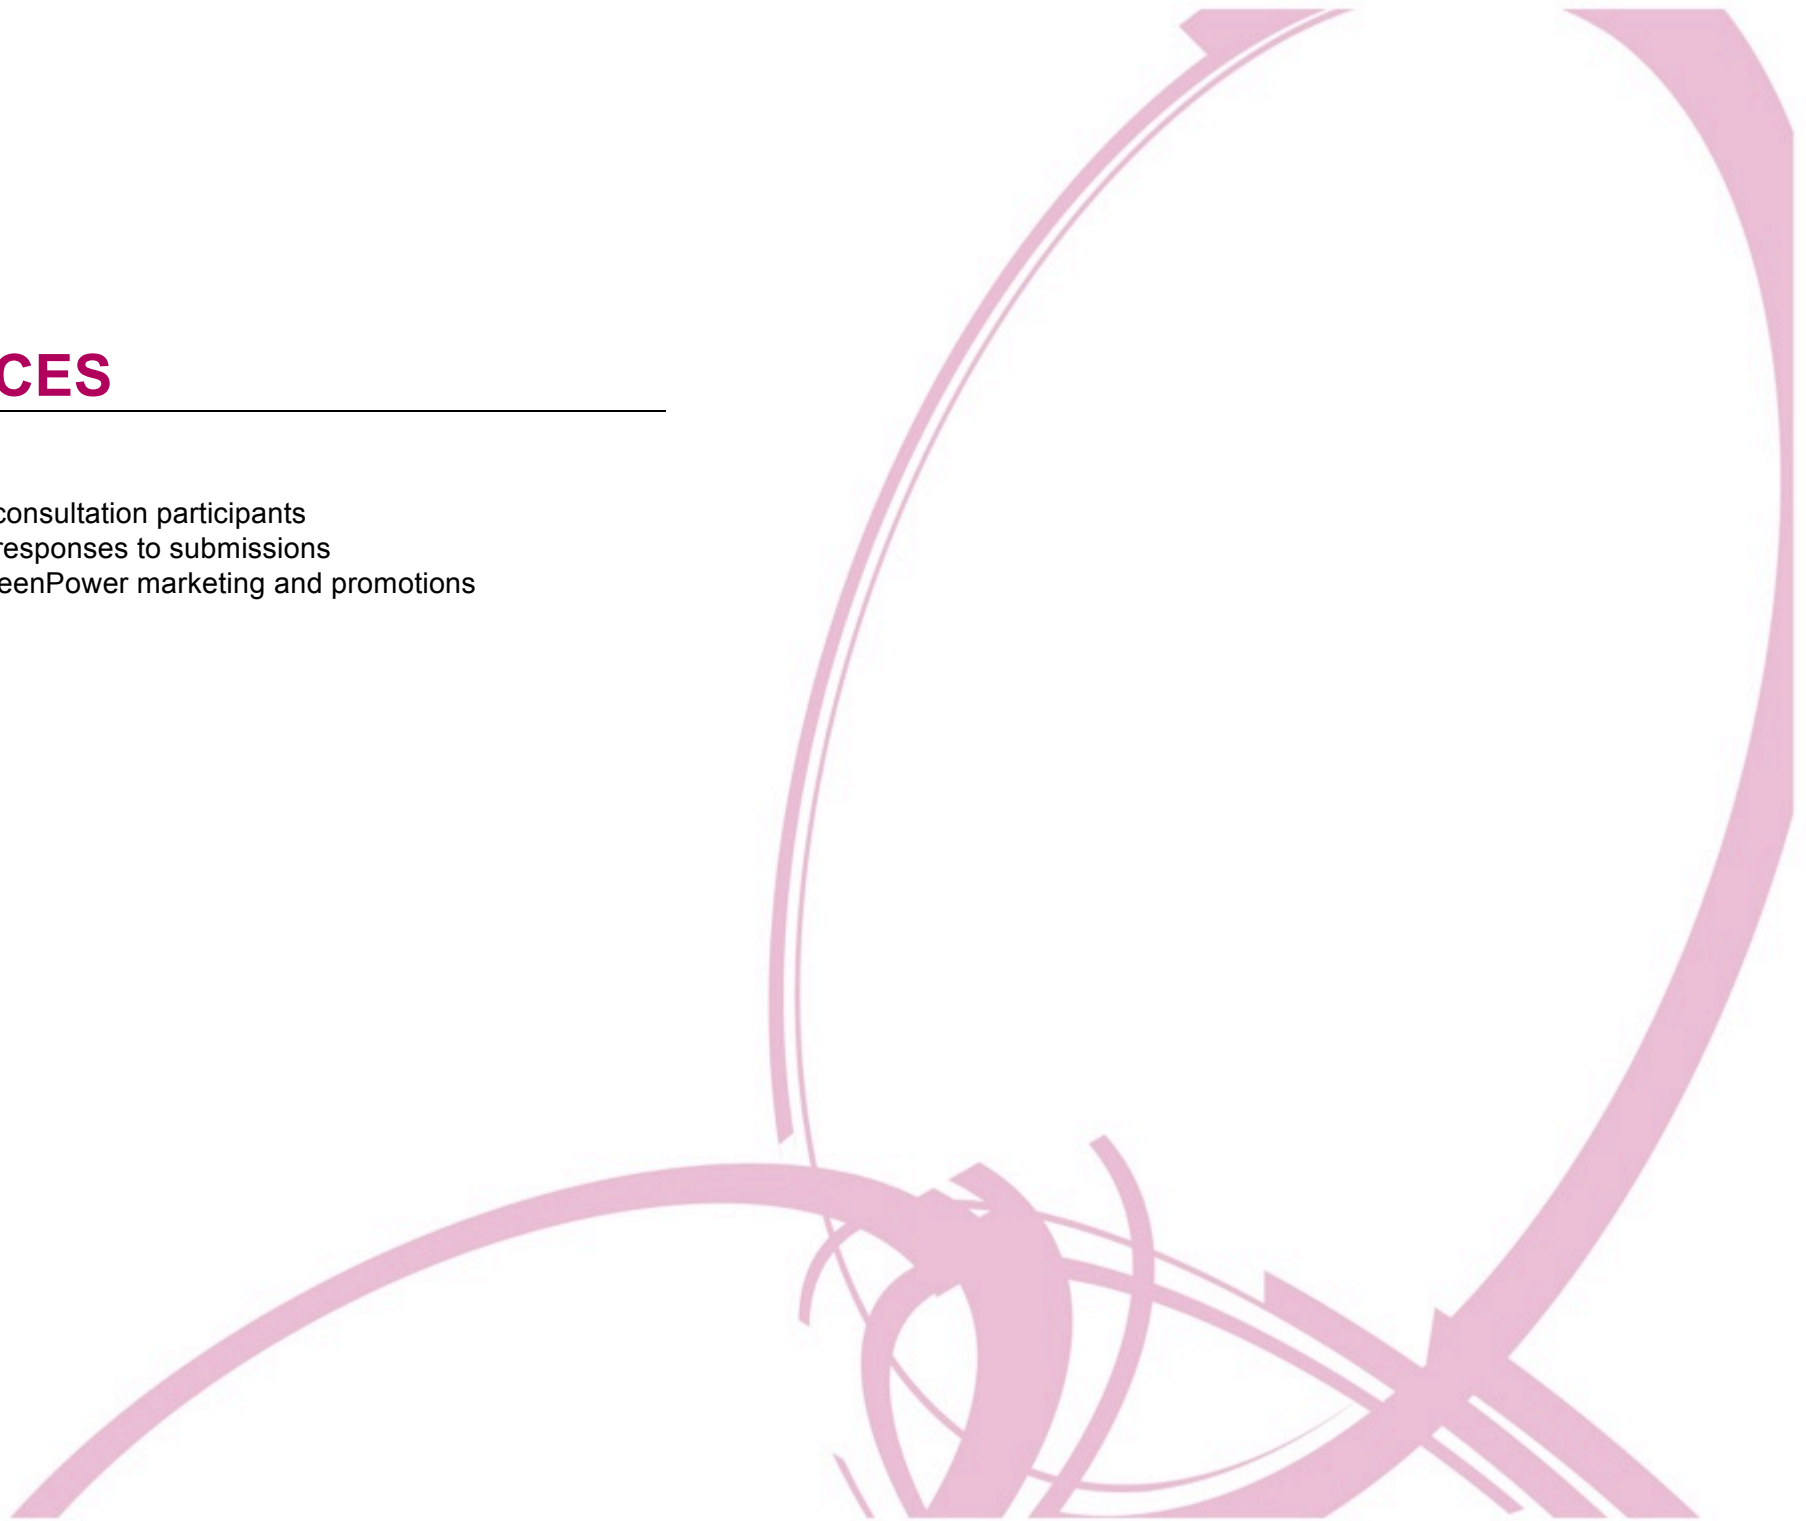 CES
consultation participants
responses to submissions
eenPower marketing and promotions